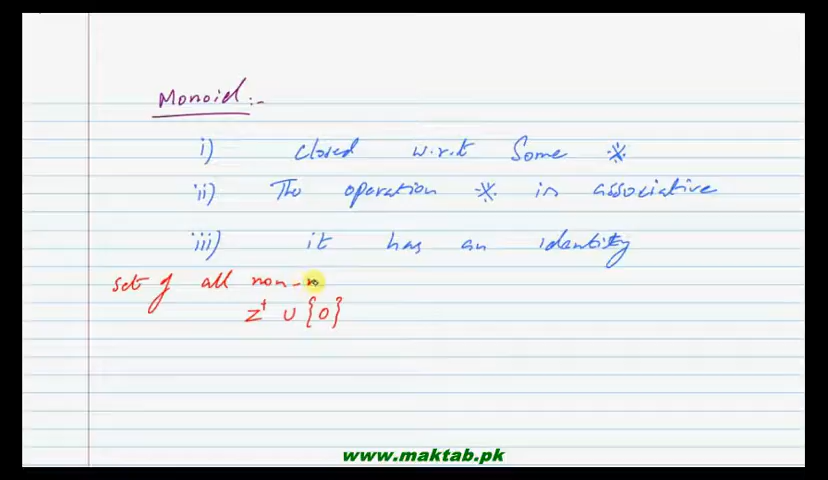 Monoid:-
i) closed w.r.t Some *
ii) The operation * is associative
iii) it has an identity
set of all non-n
Z⁺ ∪ {0}
www.maktab.pk